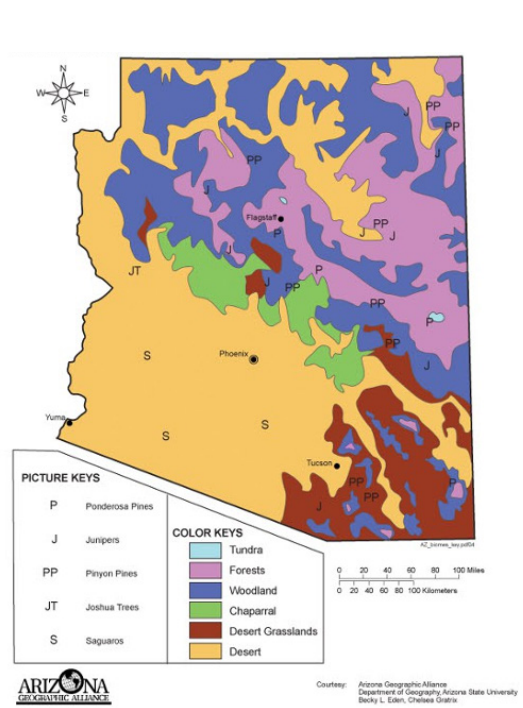 N
W E
S
PP
J
PP
J
PP
J
Flagstaff
P
PP
J
J
J
P
JT
J
PP
PP
P
PP
S
Phoenix
J
Yuma
S
S
Tucson
PP
P
PP
J
AZ_biomes_key.pdf04
PICTURE KEYS
P Ponderosa Pines
J Junipers
PP Pinyon Pines
JT Joshua Trees
S Saguaros
COLOR KEYS
Tundra
Forests
Woodland
Chaparral
Desert Grasslands
Desert
0 20 40 60 80 100 Miles
0 20 40 60 80 100 Kilometers
ARIZONA
GEOGRAPHIC ALLIANCE
Courtesy: Arizona Geographic Alliance
Department of Geography, Arizona State University
Becky L. Eden, Chelsea Gratrix